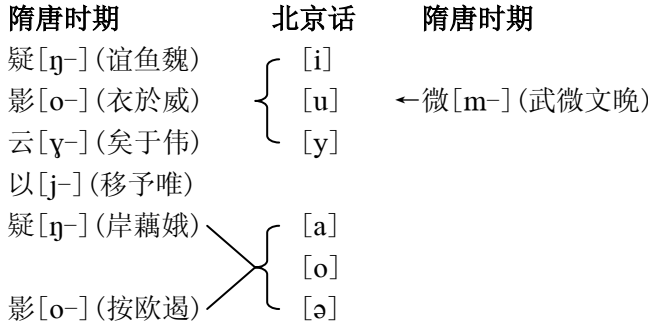 隋唐时期 北京话 隋唐时期
疑[ŋ-](谊鱼魏) [i]
影[o-](衣於威) [u] ←微[m-](武微文晚)
云[ɣ-](矣于伟) [y]
以[j-](移予唯)
疑[ŋ-](岸藕娥) [a]
[o]
影[o-](按欧遏) [ə]